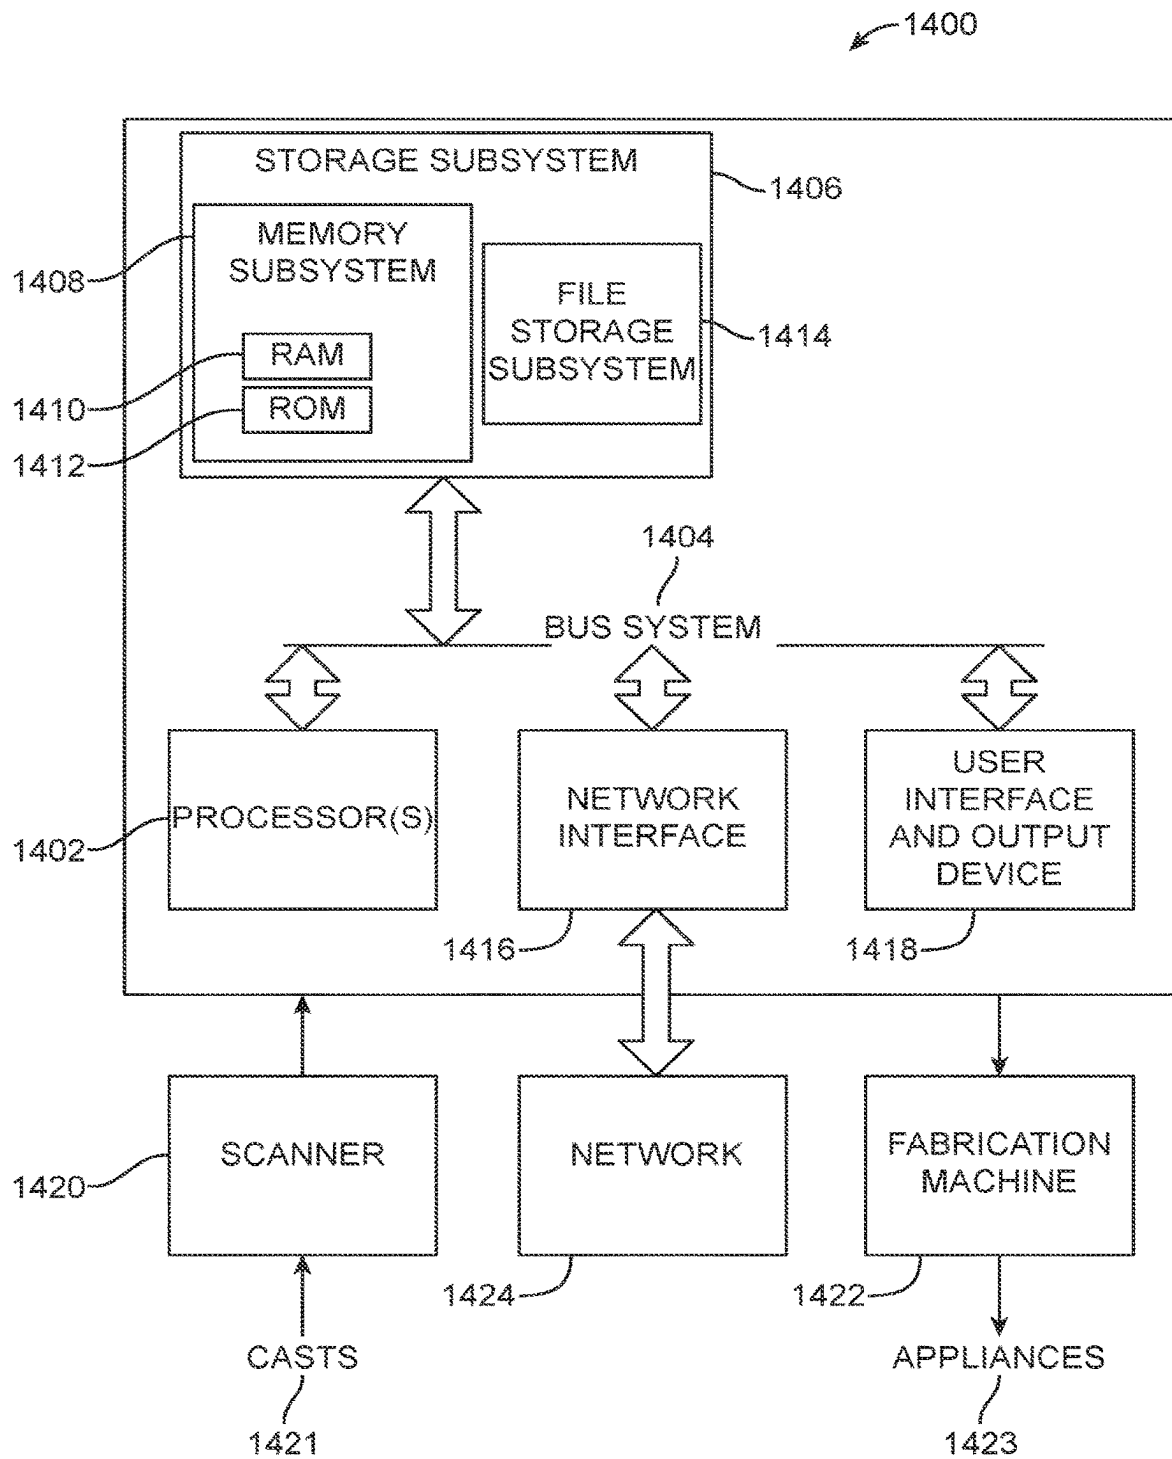 1400
STORAGE SUBSYSTEM
1406
MEMORY
SUBSYSTEM
1408
FILE
STORAGE
SUBSYSTEM
1414
RAM
1410
ROM
1412
1404
BUS SYSTEM
PROCESSOR(S)
1402
NETWORK
INTERFACE
1416
USER
INTERFACE
AND OUTPUT
DEVICE
1418
SCANNER
1420
NETWORK
1424
FABRICATION
MACHINE
1422
CASTS
1421
APPLIANCES
1423